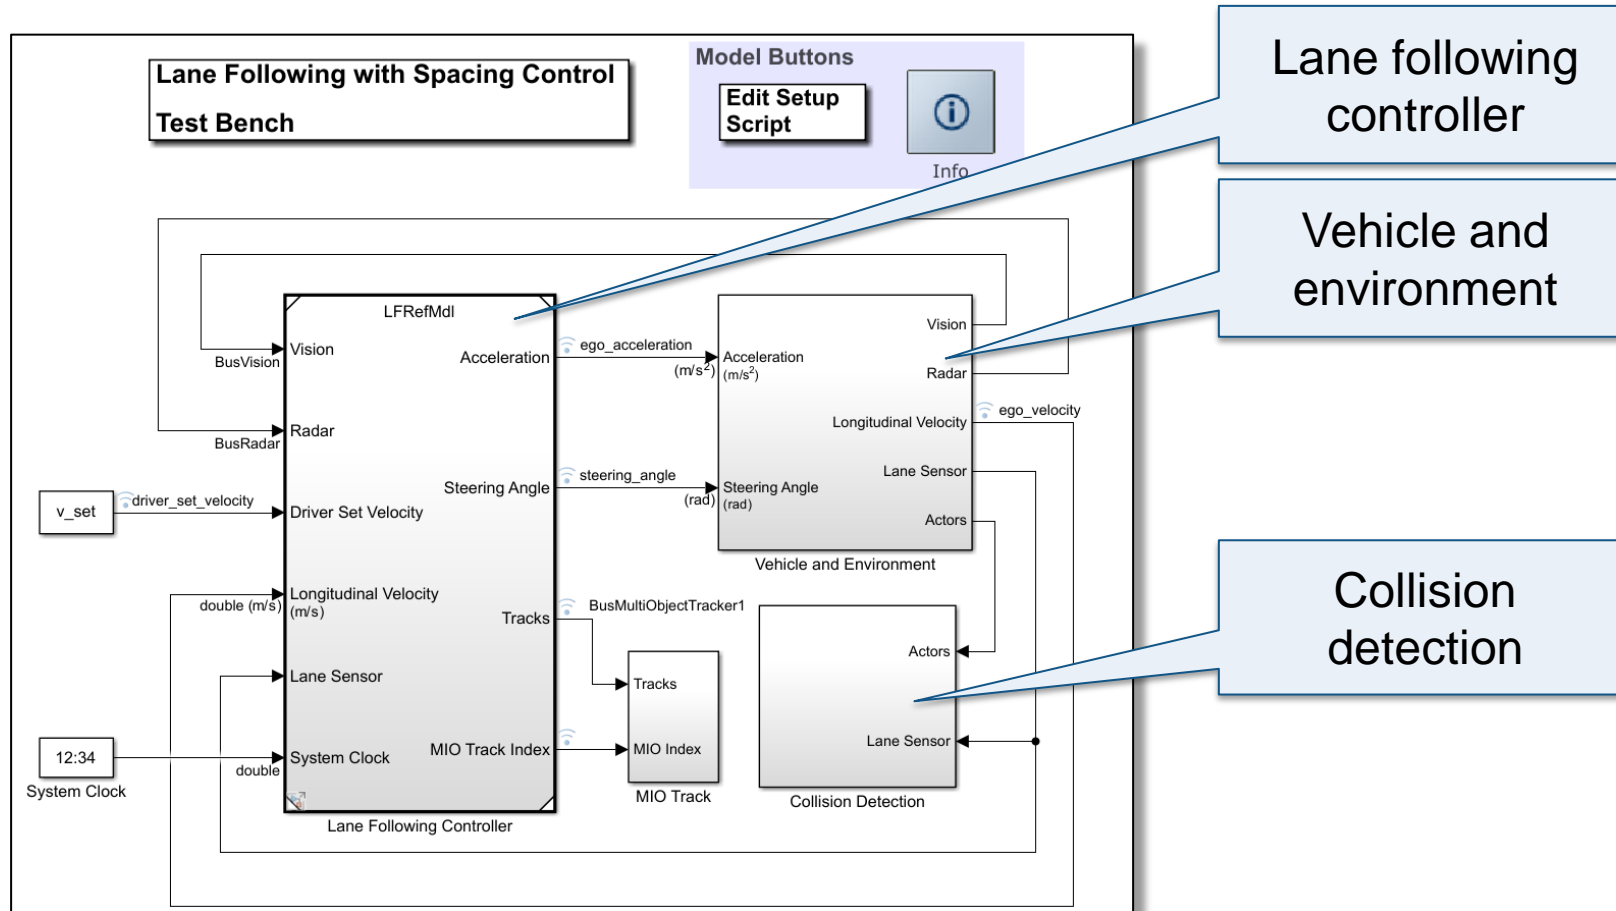 Lane Following with Spacing Control
Test Bench
Model Buttons
Edit Setup
Script
Info
Lane following
controller
Vehicle and
environment
Collision
detection
LFRefMdl
Vision
BusVision
Radar
BusRadar
v_set
driver_set_velocity
Driver Set Velocity
double (m/s)
Longitudinal Velocity
(m/s)
Lane Sensor
12:34
System Clock
double
System Clock
Acceleration
Steering Angle
Tracks
MIO Track Index
Lane Following Controller
ego_acceleration
(m/s²)
steering_angle
(rad)
BusMultiObjectTracker1
Tracks
MIO Index
MIO Track
Acceleration
(m/s²)
Steering Angle
(rad)
Vision
Radar
Longitudinal Velocity
Lane Sensor
Actors
Vehicle and Environment
ego_velocity
Actors
Lane Sensor
Collision Detection